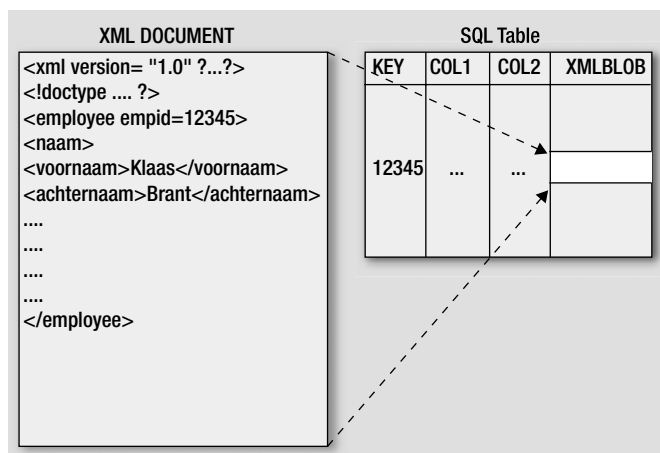 XML DOCUMENT
<xml version= "1.0" ?...?>
<!doctype .... ?>
<employee empid=12345>
<naam>
<voornaam>Klaas</voornaam>
<achternaam>Brant</achternaam>
....
....
....
....
</employee>
SQL Table
KEY COL1 COL2 XMLBLOB
12345 ... ...